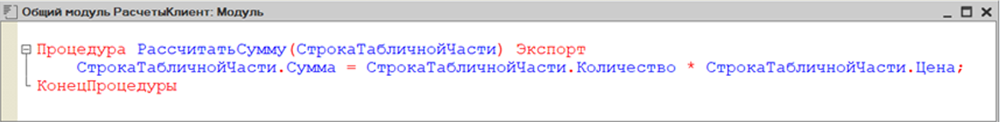 Общий модуль РасчетыКлиент: Модуль
Процедура РассчитатьСумму(СтрокаТабличнойЧасти) Экспорт
СтрокаТабличнойЧасти.Сумма = СтрокаТабличнойЧасти.Количество * СтрокаТабличнойЧасти.Цена;
КонецПроцедуры